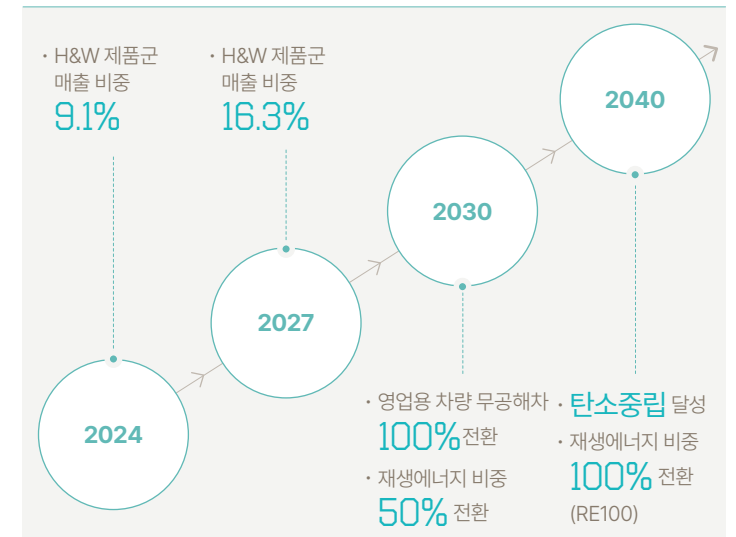 · H&W 제품군
매출 비중
9.1%
· H&W 제품군
매출 비중
16.3%
2024
2027
2030
2040
· 영업용 차량 무공해차
100% 전환
· 재생에너지 비중
50% 전환
· 탄소중립 달성
· 재생에너지 비중
100% 전환
(RE100)